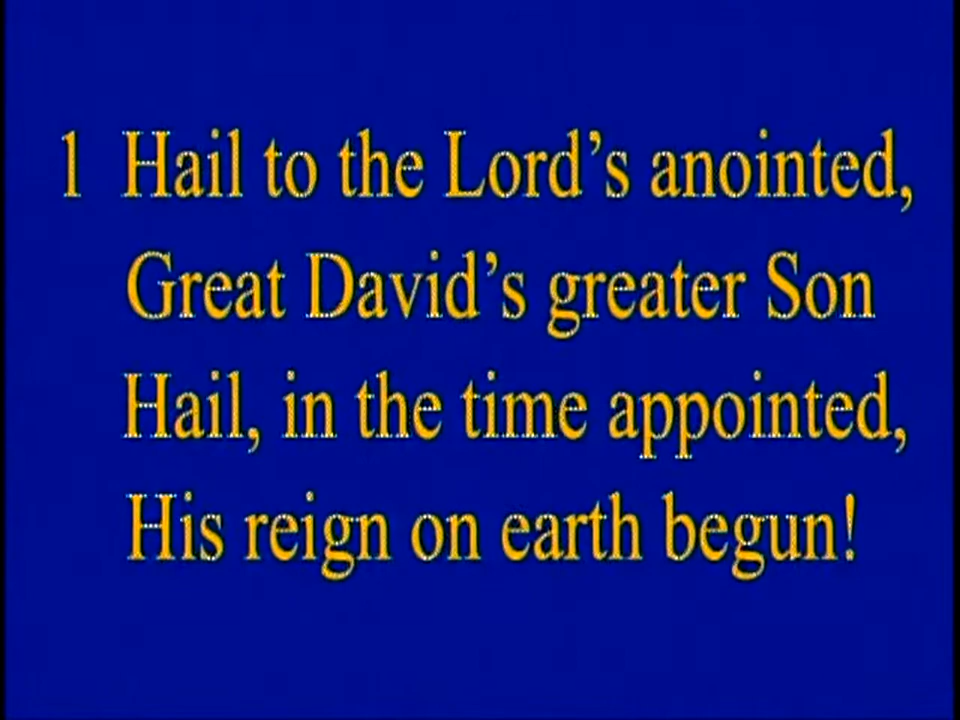 1 Hail to the Lord’s anointed,
Great David’s greater Son
Hail, in the time appointed,
His reign on earth begun!